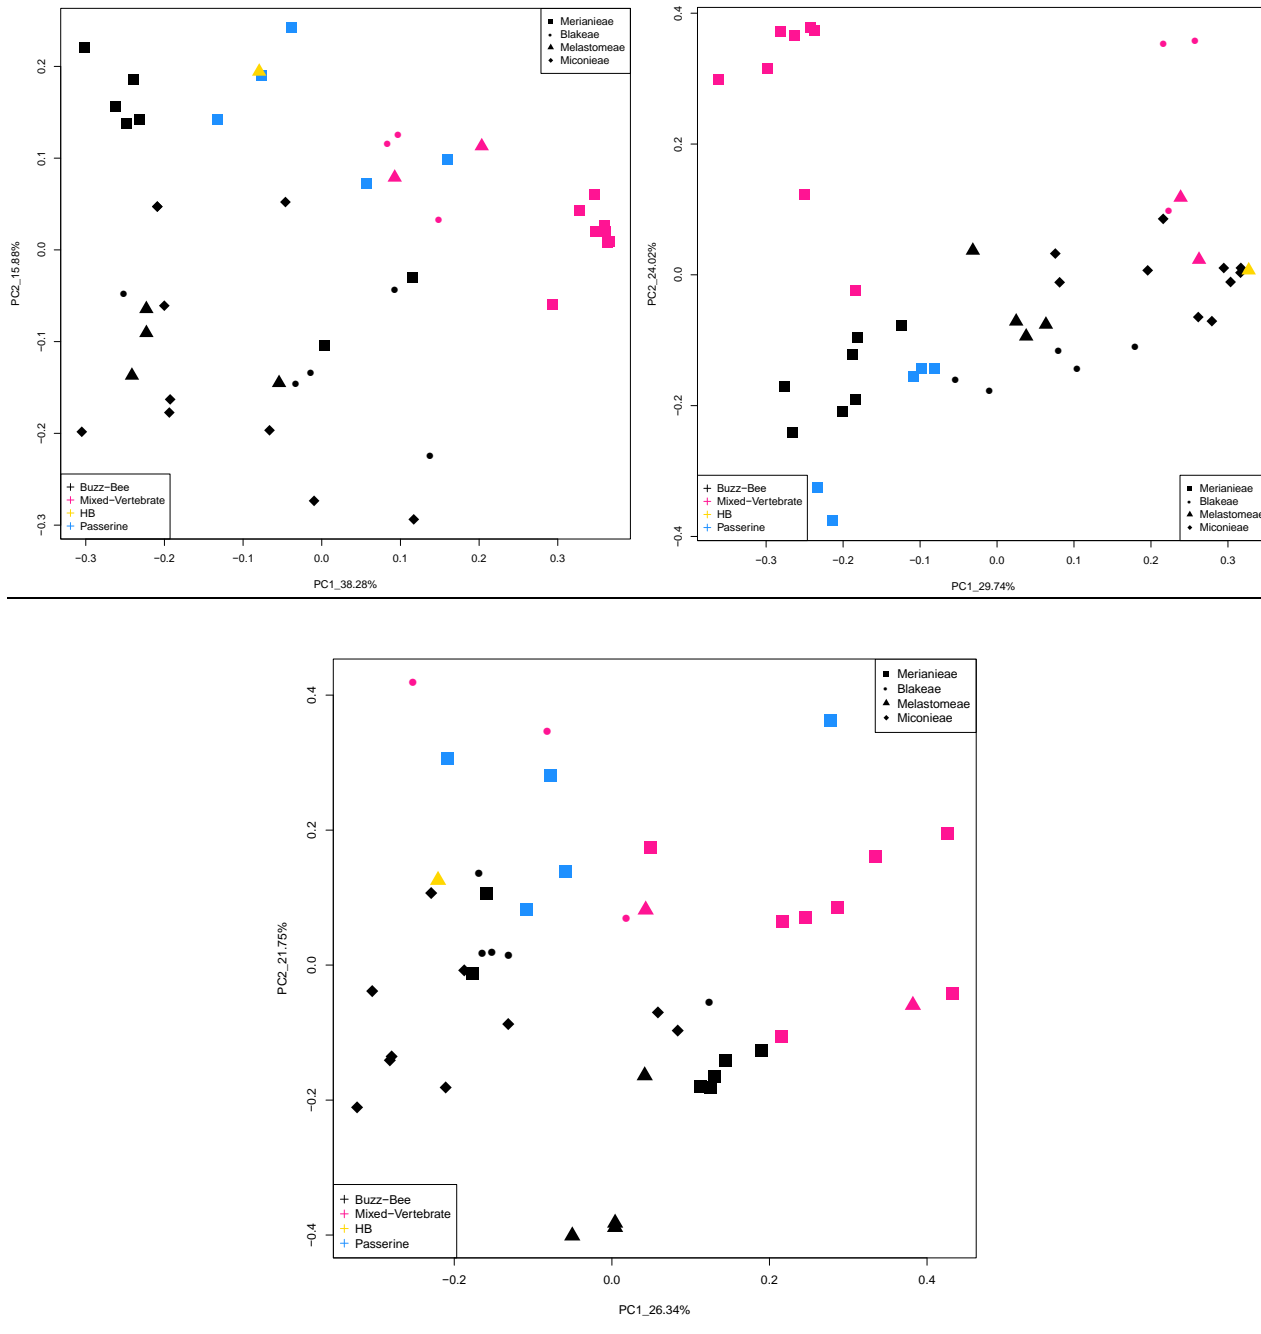 Merianieae
Blakeae
Melastomeae
Miconieae
0.2
0.1
0.0
−0.1
−0.2
−0.3
PC2_15.88%
Buzz−Bee
Mixed−Vertebrate
HB
Passerine
−0.3 −0.2 −0.1 0.0 0.1 0.2 0.3
PC1_38.28%
0.4
0.2
0.0
−0.2
−0.4
PC2_24.02%
Buzz−Bee
Mixed−Vertebrate
HB
Passerine
Merianieae
Blakeae
Melastomeae
Miconieae
−0.3 −0.2 −0.1 0.0 0.1 0.2 0.3
PC1_29.74%
Merianieae
Blakeae
Melastomeae
Miconieae
0.4
0.2
0.0
−0.2
−0.4
PC2_21.75%
Buzz−Bee
Mixed−Vertebrate
HB
Passerine
−0.2 0.0 0.2 0.4
PC1_26.34%